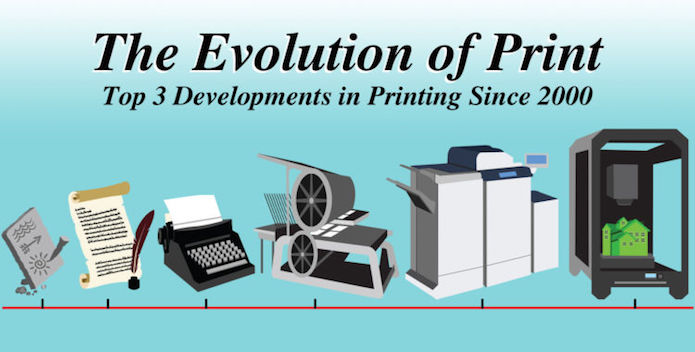 The Evolution of Print
Top 3 Developments in Printing Since 2000